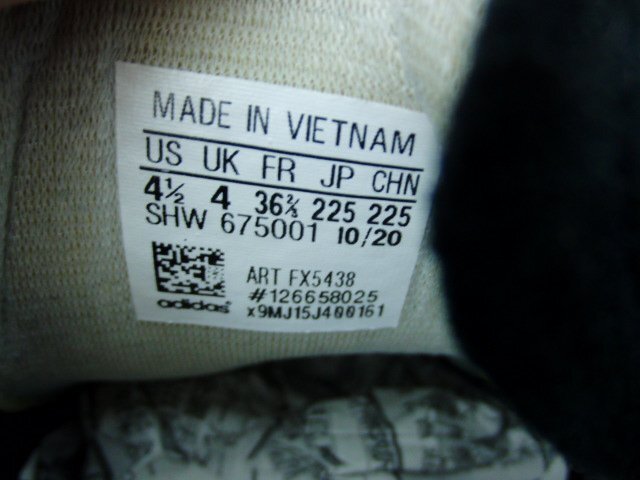 MADE IN VIETNAM
US UK FR JP CHN
4½ 4 36⅔ 225 225
SHW 675001 10/20
ART FX5438
#126658025
adidas x9MJ15J400161